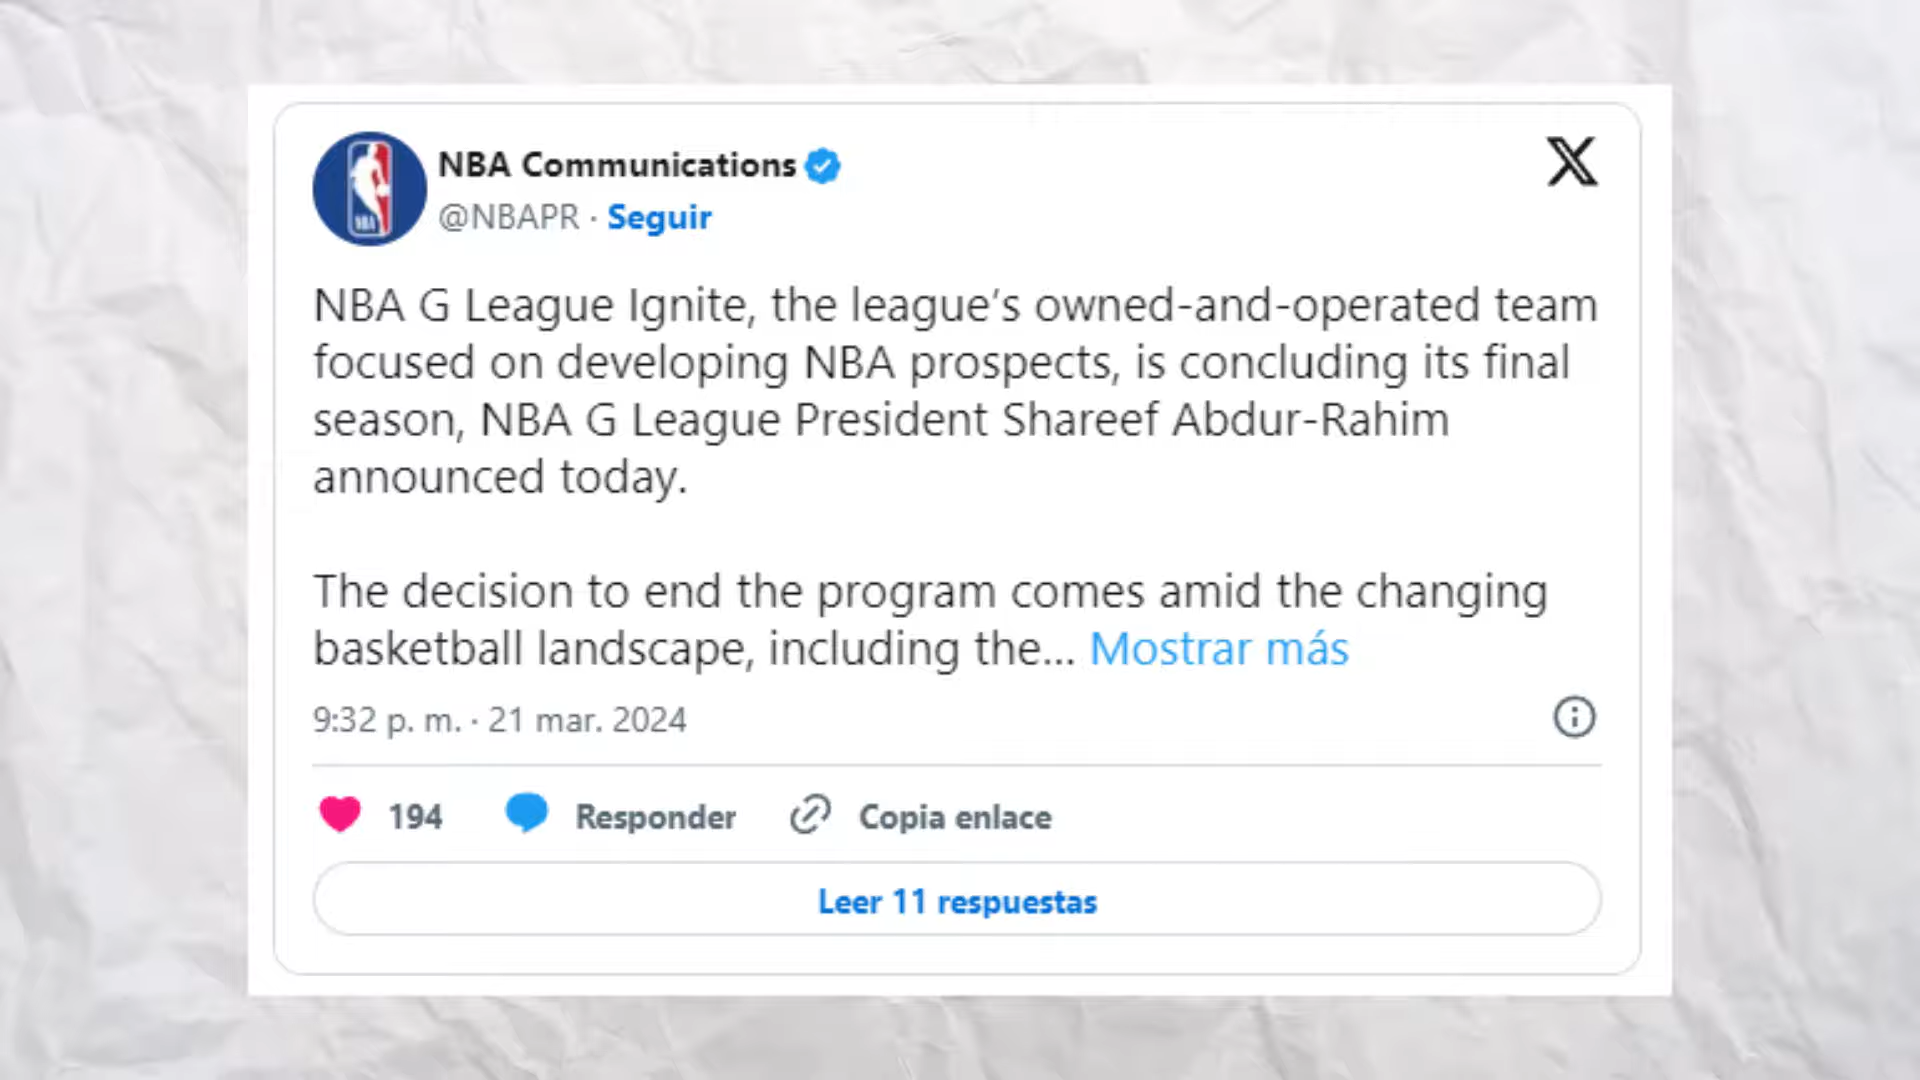 NBA Communications
@NBAPR · Seguir
NBA G League Ignite, the league’s owned-and-operated team
focused on developing NBA prospects, is concluding its final
season, NBA G League President Shareef Abdur-Rahim
announced today.
The decision to end the program comes amid the changing
basketball landscape, including the... Mostrar más
9:32 p. m. · 21 mar. 2024
194 Responder Copia enlace
Leer 11 respuestas